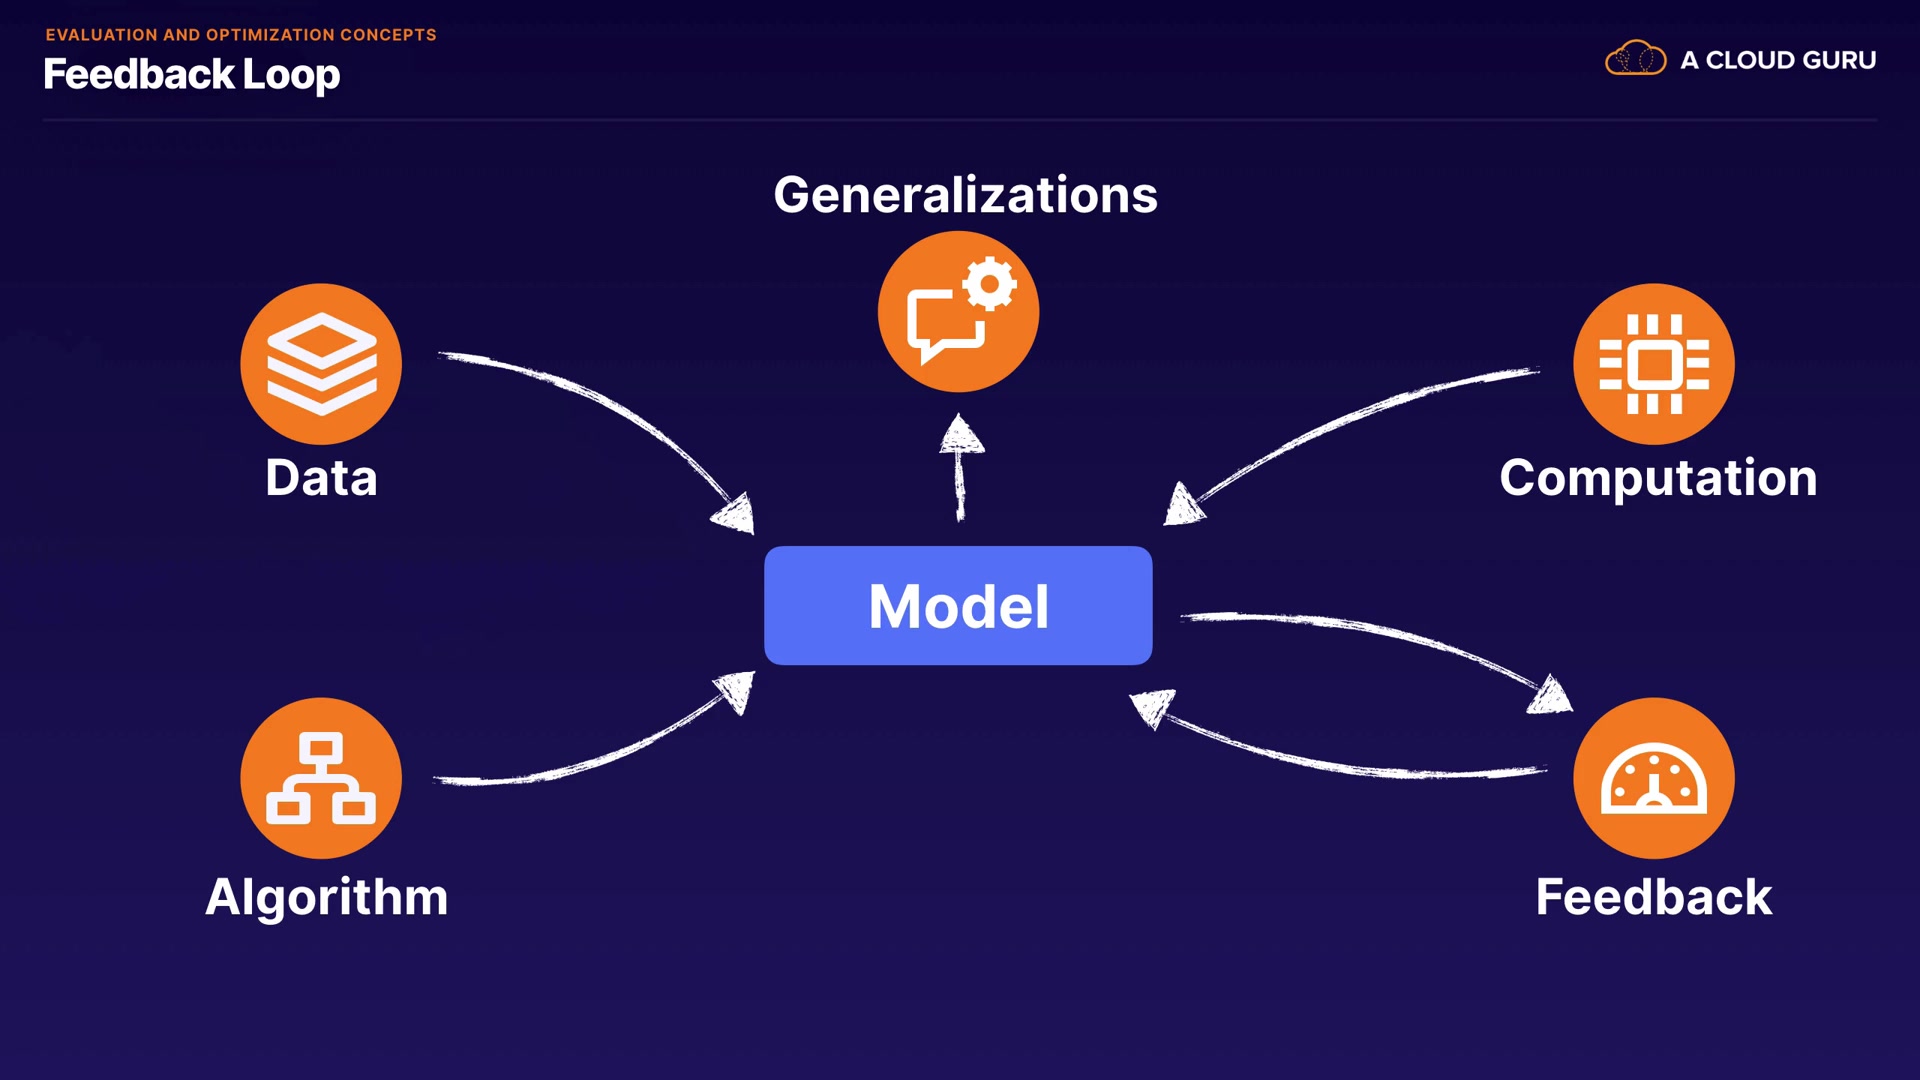 EVALUATION AND OPTIMIZATION CONCEPTS
Feedback Loop
A CLOUD GURU
Generalizations
Data
Computation
Model
Algorithm
Feedback